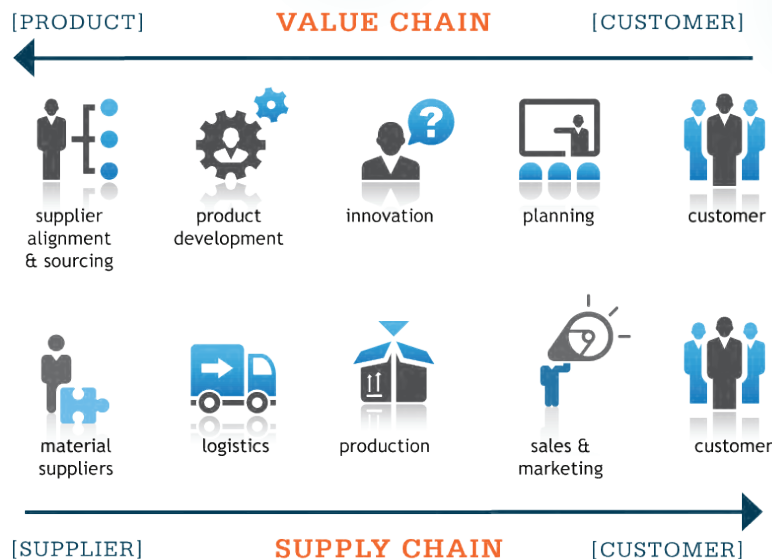 [PRODUCT] VALUE CHAIN [CUSTOMER]
?
supplier
alignment
& sourcing
product
development
innovation
planning
customer
material
suppliers
logistics
production
sales &
marketing
customer
[SUPPLIER] SUPPLY CHAIN [CUSTOMER]